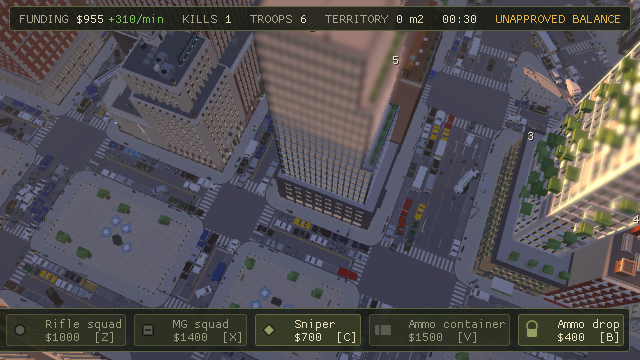 FUNDING $955 +310/min KILLS 1 TROOPS 6 TERRITORY 0 m2 00:30 UNAPPROVED BALANCE
5
3
4
Rifle squad $1000 [Z]
MG squad $1400 [X]
Sniper $700 [C]
Ammo container $1500 [V]
Ammo drop $400 [B]